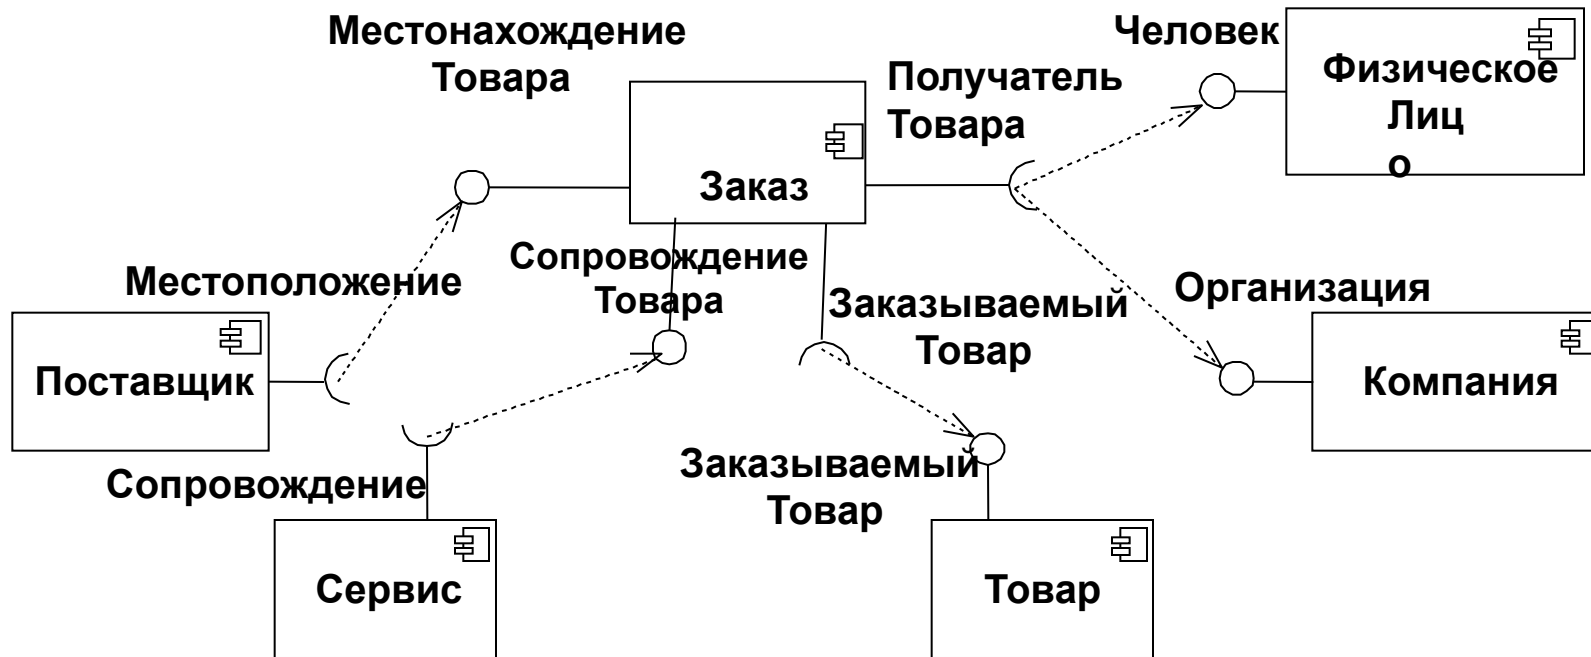 Местонахождение
Товара
Человек
Физическое
Лиц
о
Получатель
Товара
Заказ
Сопровождение
Товара
Местоположение
Заказываемый
Товар
Организация
Поставщик
Компания
Сопровождение
Заказываемый
Товар
Сервис
Товар